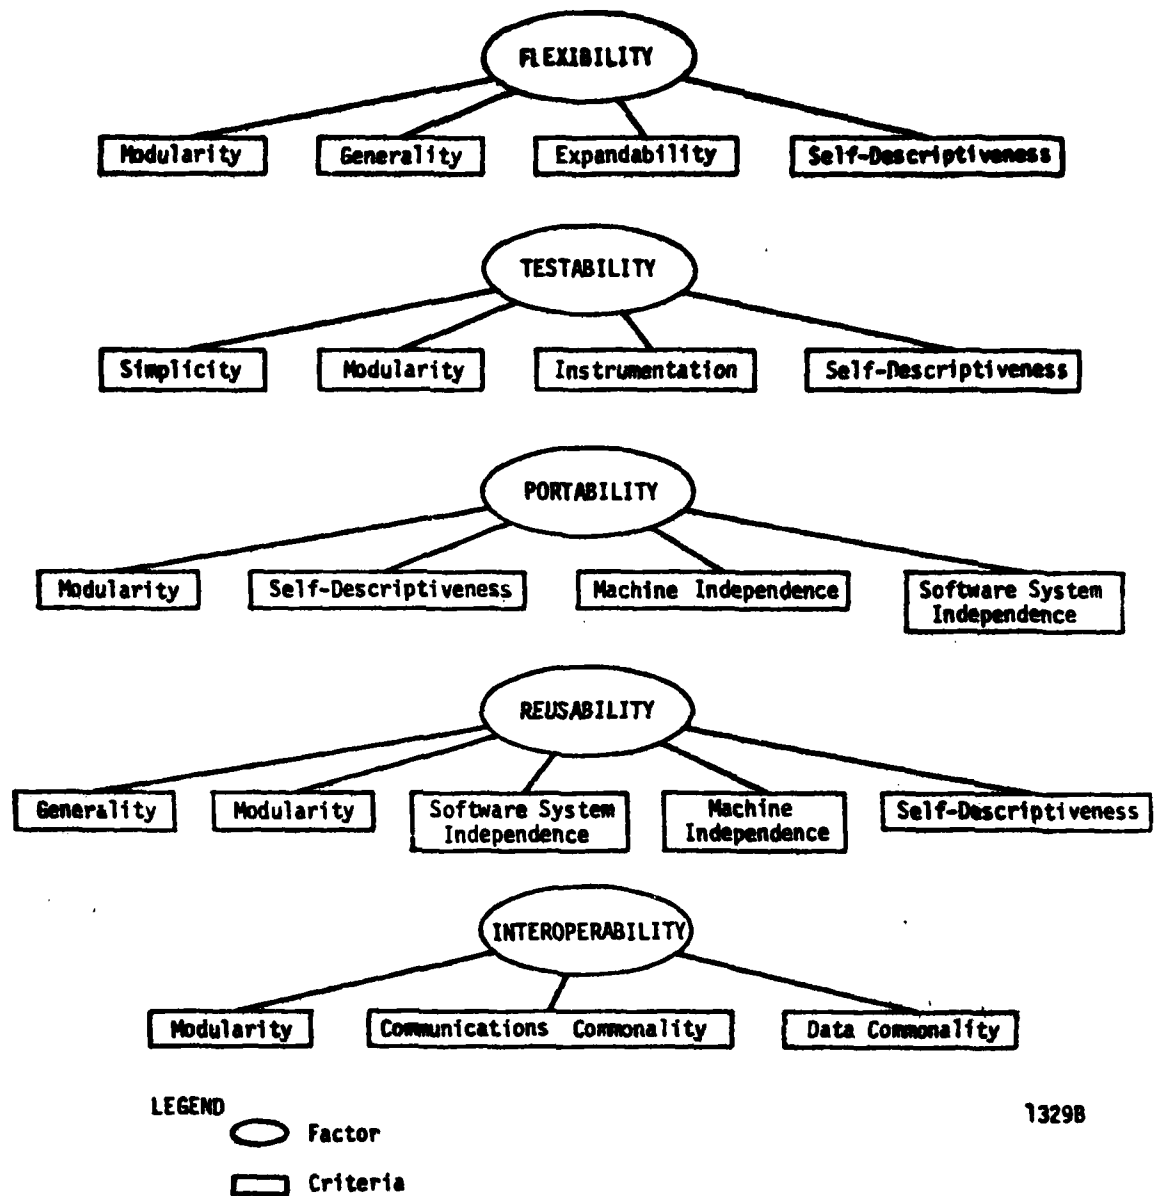 FLEXIBILITY
Modularity
Generality
Expandability
Self-Descriptiveness
TESTABILITY
Simplicity
Modularity
Instrumentation
Self-Descriptiveness
PORTABILITY
Modularity
Self-Descriptiveness
Machine Independence
Software System
Independence
REUSABILITY
Generality
Modularity
Software System
Independence
Machine
Independence
Self-Descriptiveness
INTEROPERABILITY
Modularity
Communications Commonality
Data Commonality
LEGEND
Factor
Criteria
1329B